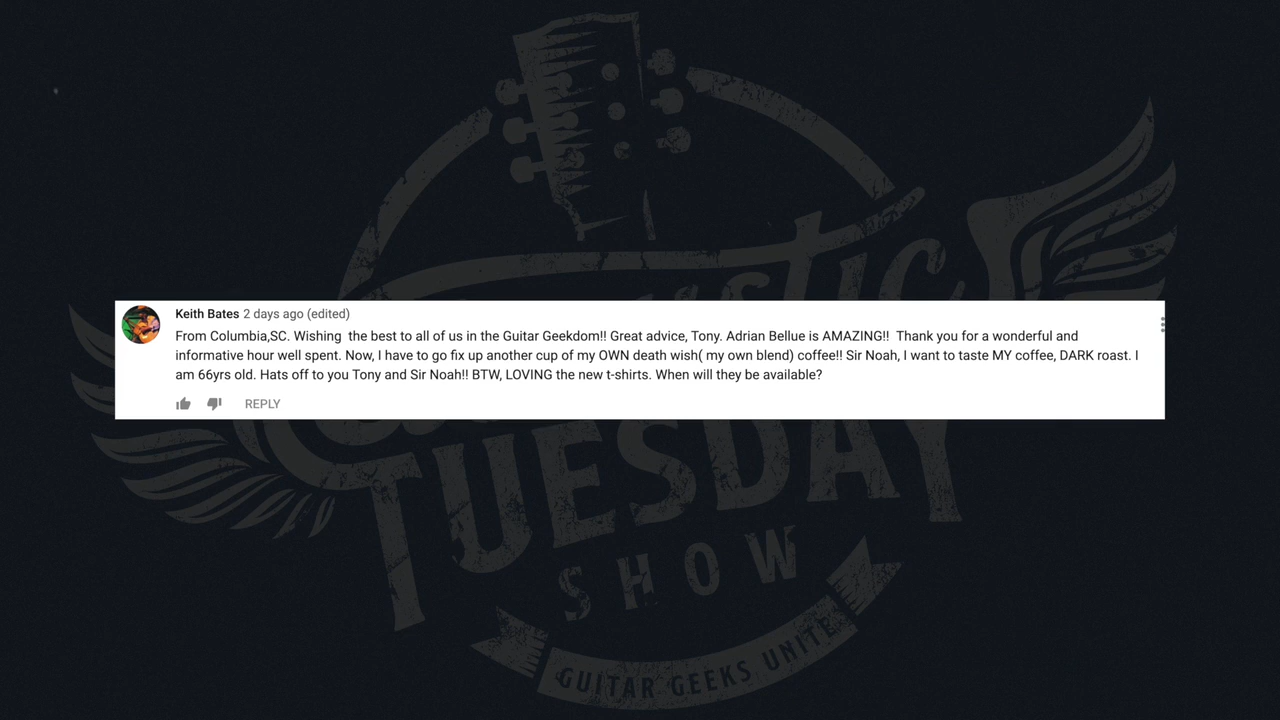 Keith Bates 2 days ago (edited)
From Columbia,SC. Wishing the best to all of us in the Guitar Geekdom!! Great advice, Tony. Adrian Bellue is AMAZING!! Thank you for a wonderful and
informative hour well spent. Now, I have to go fix up another cup of my OWN death wish( my own blend) coffee!! Sir Noah, I want to taste MY coffee, DARK roast. I
am 66yrs old. Hats off to you Tony and Sir Noah!! BTW, LOVING the new t-shirts. When will they be available?
REPLY
TUESDAY
SHOW
GUITAR GEEKS UNITE